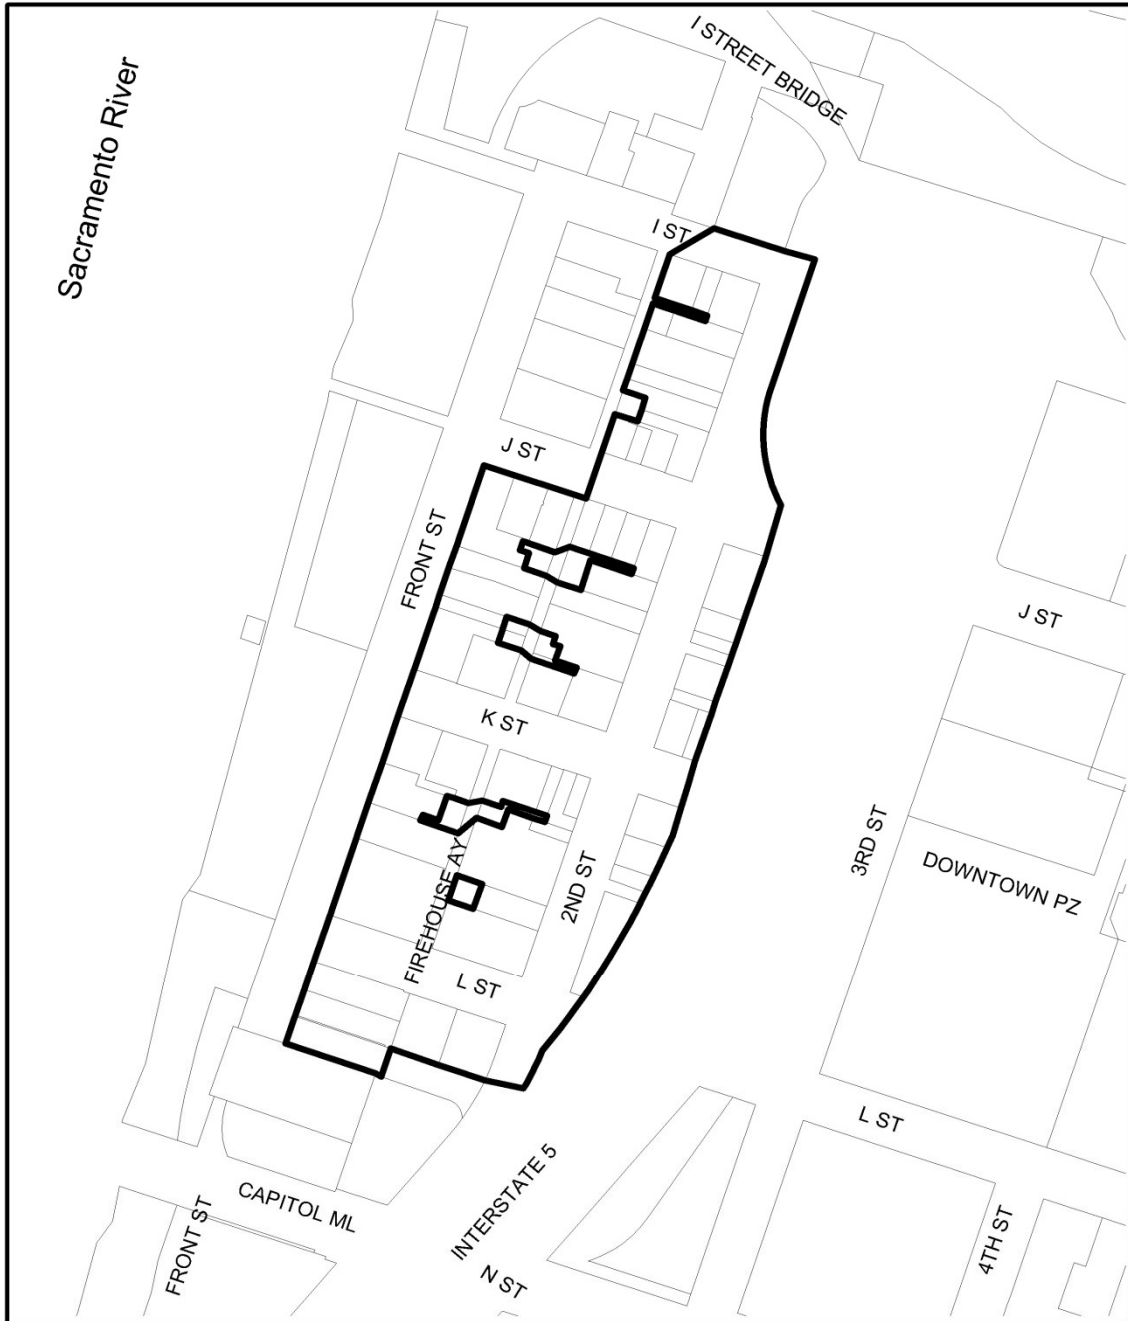 I STREET BRIDGE
Sacramento River
I ST
J ST
FRONT ST
J ST
K ST
3RD ST
DOWNTOWN PZ
FIREHOUSE AY
2ND ST
L ST
L ST
INTERSTATE 5
CAPITOL ML
FRONT ST
4TH ST
N ST